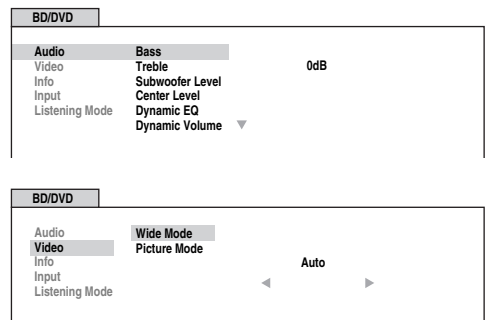 BD/DVD
Audio Bass
Video Treble 0dB
Info Subwoofer Level
Input Center Level
Listening Mode Dynamic EQ
Dynamic Volume
BD/DVD
Audio Wide Mode
Video Picture Mode
Info Auto
Input
Listening Mode